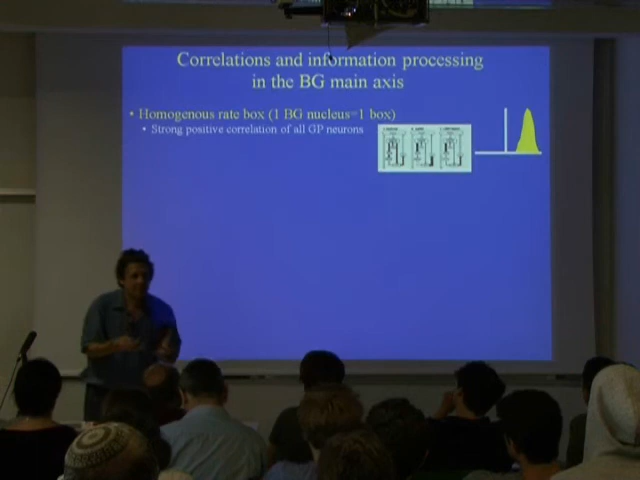 Correlations and information processing
in the BG main axis
• Homogenous rate box (1 BG nucleus=1 box)
• Strong positive correlation of all GP neurons